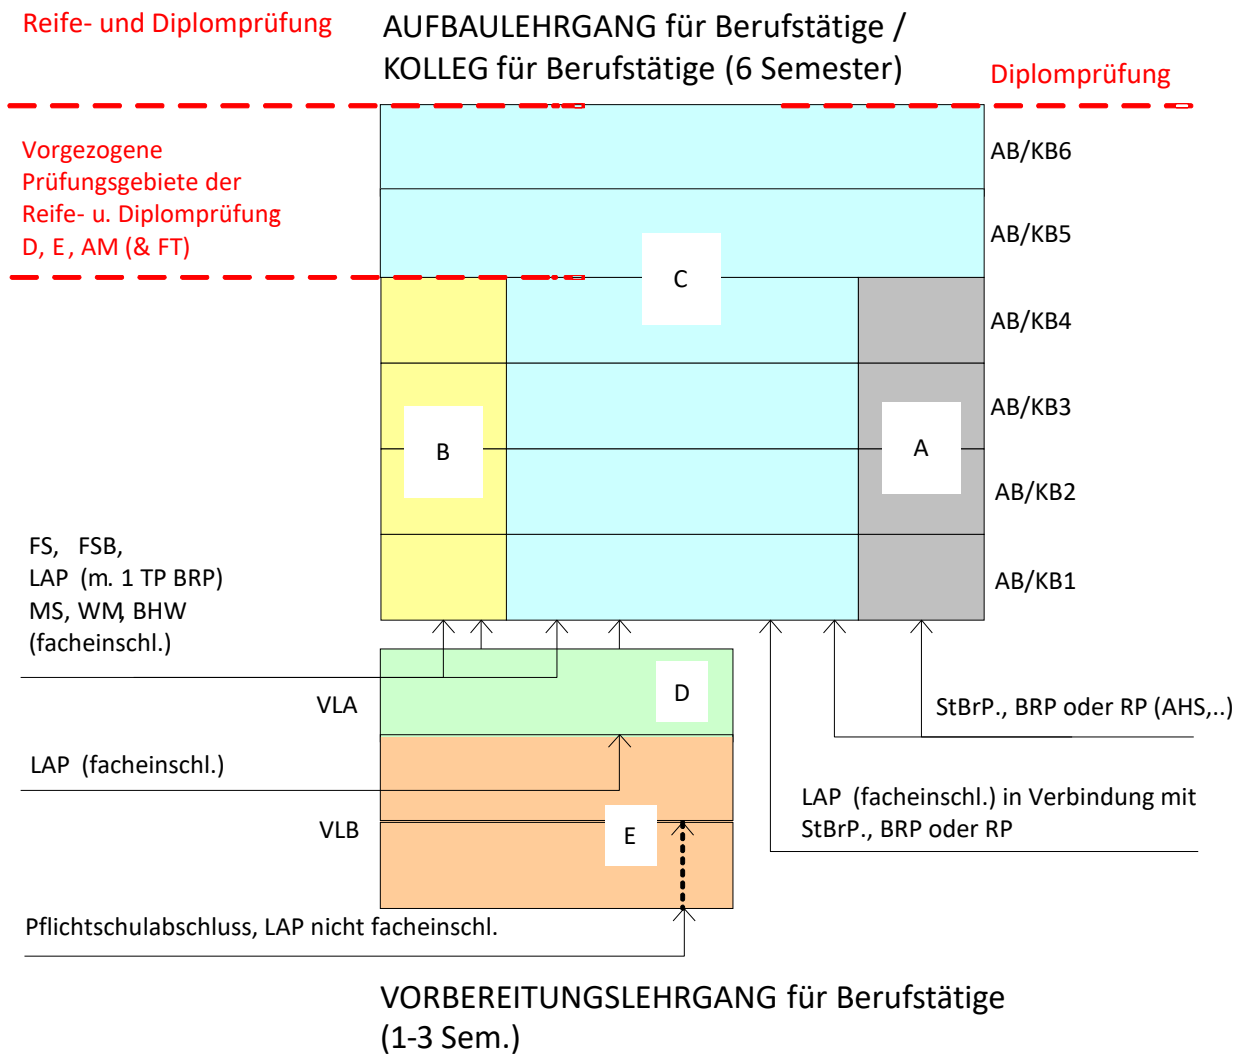 Reife- und Diplomprüfung
AUFBAULEHRGANG für Berufstätige /
KOLLEG für Berufstätige (6 Semester)
Diplomprüfung
Vorgezogene
Prüfungsgebiete der
Reife- u. Diplomprüfung
D, E, AM (& FT)
AB/KB6
AB/KB5
C
AB/KB4
AB/KB3
B
A
AB/KB2
AB/KB1
FS, FSB,
LAP (m. 1 TP BRP)
MS, WM, BHW
(facheinschl.)
D
VLA
StBrP., BRP oder RP (AHS,..)
LAP (facheinschl.)
LAP (facheinschl.) in Verbindung mit
StBrP., BRP oder RP
VLB
E
Pflichtschulabschluss, LAP nicht facheinschl.
VORBEREITUNGSLEHRGANG für Berufstätige
(1-3 Sem.)